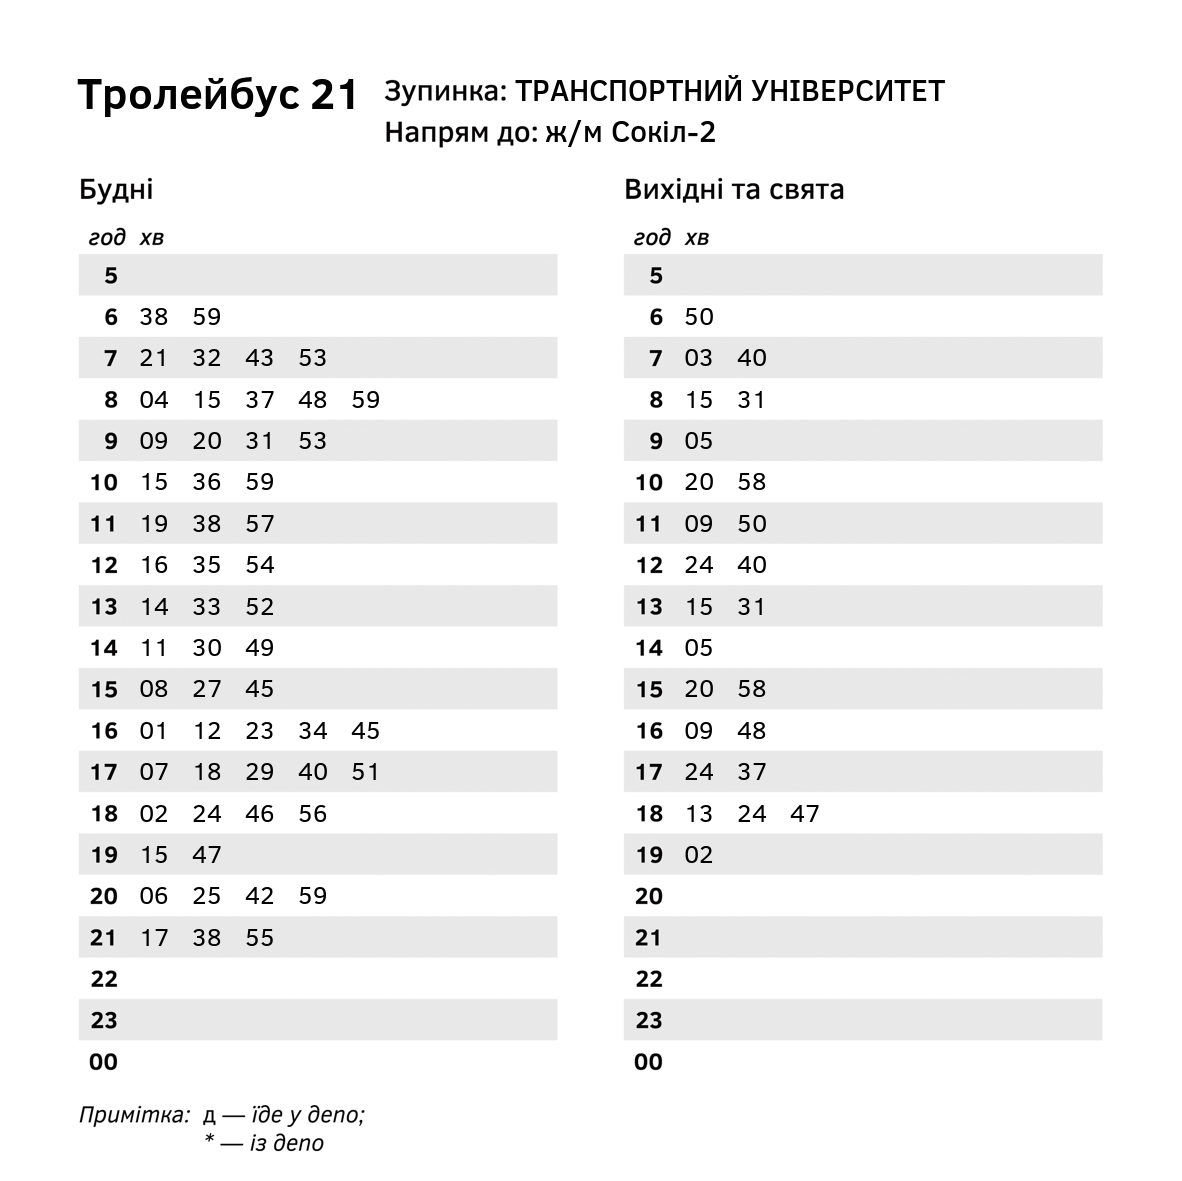 Тролейбус 21
Зупинка: ТРАНСПОРТНИЙ УНІВЕРСИТЕТ
Напрям до: ж/м Сокіл-2
Будні
год хв
5
6 38 59
7 21 32 43 53
8 04 15 37 48 59
9 09 20 31 53
10 15 36 59
11 19 38 57
12 16 35 54
13 14 33 52
14 11 30 49
15 08 27 45
16 01 12 23 34 45
17 07 18 29 40 51
18 02 24 46 56
19 15 47
20 06 25 42 59
21 17 38 55
22
23
00
Вихідні та свята
год хв
5
6 50
7 03 40
8 15 31
9 05
10 20 58
11 09 50
12 24 40
13 15 31
14 05
15 20 58
16 09 48
17 24 37
18 13 24 47
19 02
20
21
22
23
00
Примітка: д — їде у депо;
* — із депо